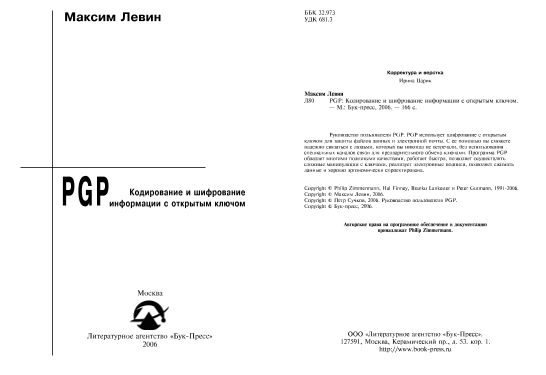 Максим Левин
PGP
Кодирование и шифрование
информации с открытым ключом
Москва
Литературное агентство «Бук-Пресс»
2006
ББК 32.973
УДК 681.3
Корректура и верстка
Ирина Царик
Максим Левин
Л80 PGP: Кодирование и шифрование информации с открытым ключом.
— М.: Бук-пресс, 2006. — 166 с.
Руководство пользователя PGP. PGP использует шифрование с открытым
ключом для защиты файлов данных и электронной почты. С ее помощью вы сможете
надежно связаться с людьми, которых вы никогда не встречали, без использования
специальных каналов связи для предварительного обмена ключами. Программа PGP
обладает многими полезными качествами, работает быстро, позволяет осуществлять
сложные манипуляции с ключами, реализует электронные подписи, позволяет сжимать
данные и хорошо эргономически спроектирована.
Copyright © Philip Zimmermann, Hal Finney, Branko Lankester и Peter Gutmann, 1991-2006.
Copyright © Максим Левин, 2006.
Copyright © Петр Сучков, 2006. Руководство пользователя PGP.
Copyright © Бук-пресс, 2006.
Авторские права на программное обеспечение и документацию
принадлежат Philip Zimmermann.
ООО «Литературное агентство «Бук-Пресс».
127591, Москва, Керамический пр., д. 53, кор. 1.
http://www.book-press.ru